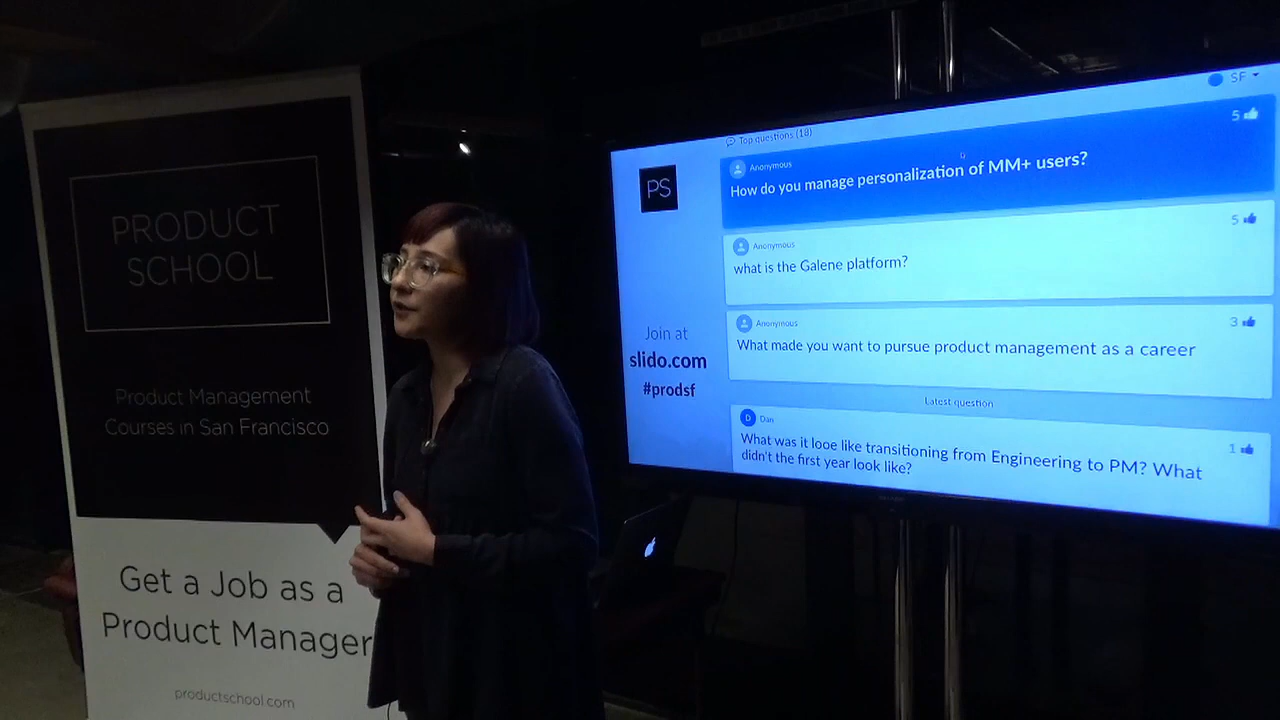 PRODUCT
SCHOOL
Product Management
Courses in San Francisco
Get a Job as a
Product Manager
productschool.com
SF
PS
Join at
slido.com
#prodsf
Top questions (18)
Anonymous
5
How do you manage personalization of MM+ users?
Anonymous
5
what is the Galene platform?
Anonymous
3
What made you want to pursue product management as a career
Latest question
D
Dan
1
What was it looe like transitioning from Engineering to PM? What
didn't the first year look like?